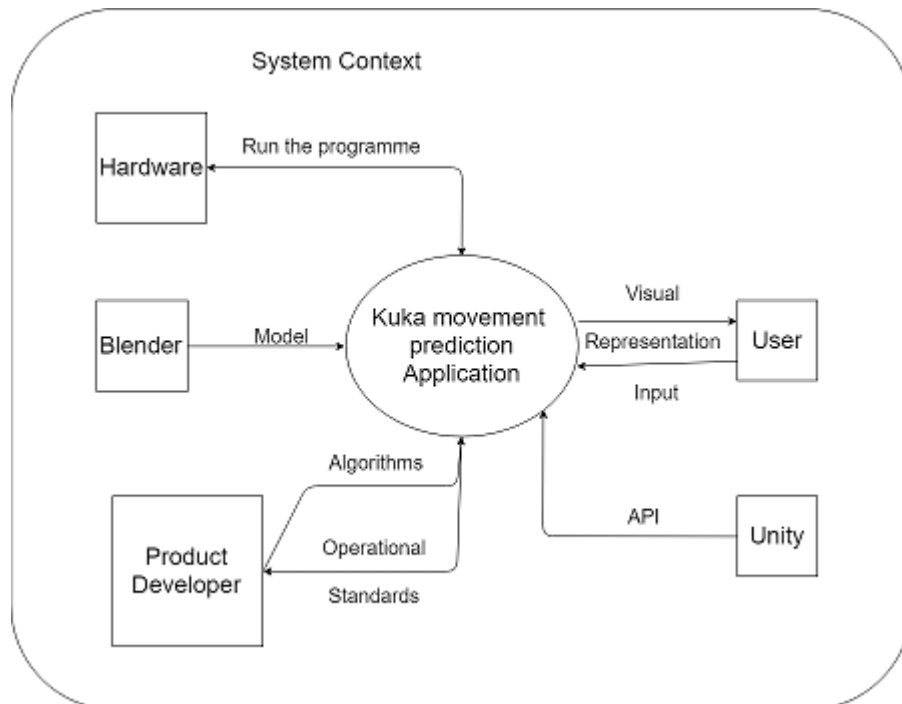 System Context
Hardware
Run the programme
Kuka movement
prediction
Application
Visual
Representation
Input
User
Blender
Model
Algorithms
Operational
Standards
Product
Developer
API
Unity